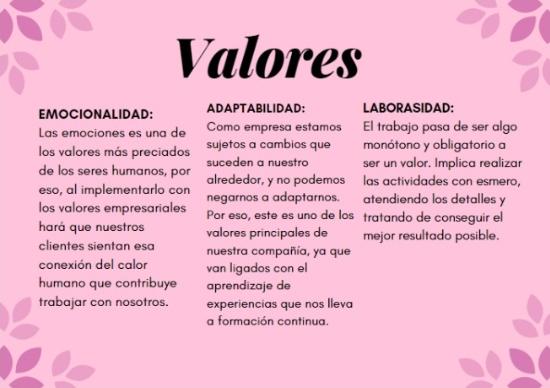 Valores
EMOCIONALIDAD:
Las emociones es una de
los valores más preciados
de los seres humanos, por
eso, al implementarlo con
los valores empresariales
hará que nuestros
clientes sientan esa
conexión del calor
humano que contribuye
trabajar con nosotros.
ADAPTABILIDAD:
Como empresa estamos
sujetos a cambios que
suceden a nuestro
alrededor, y no podemos
negarnos a adaptarnos.
Por eso, este es uno de los
valores principales de
nuestra compañía, ya que
van ligados con el
aprendizaje de
experiencias que nos lleva
a formación continua.
LABORASIDAD:
El trabajo pasa de ser algo
monótono y obligatorio a
ser un valor. Implica realizar
las actividades con esmero,
atendiendo los detalles y
tratando de conseguir el
mejor resultado posible.